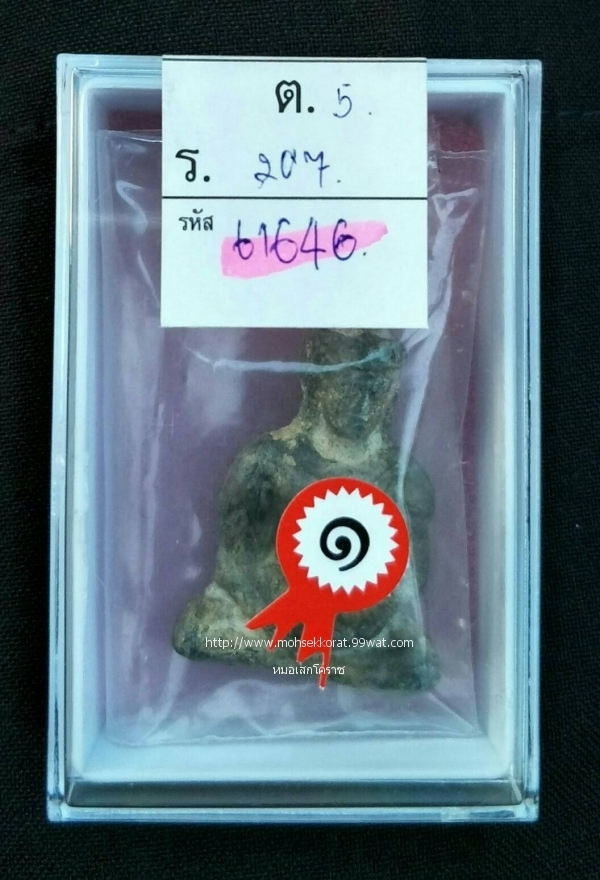 ต. 5.
ร. 207.
รหัส 61646.
๑
http://www.mohsekkorat.99wat.com
หมอเสกโคราช